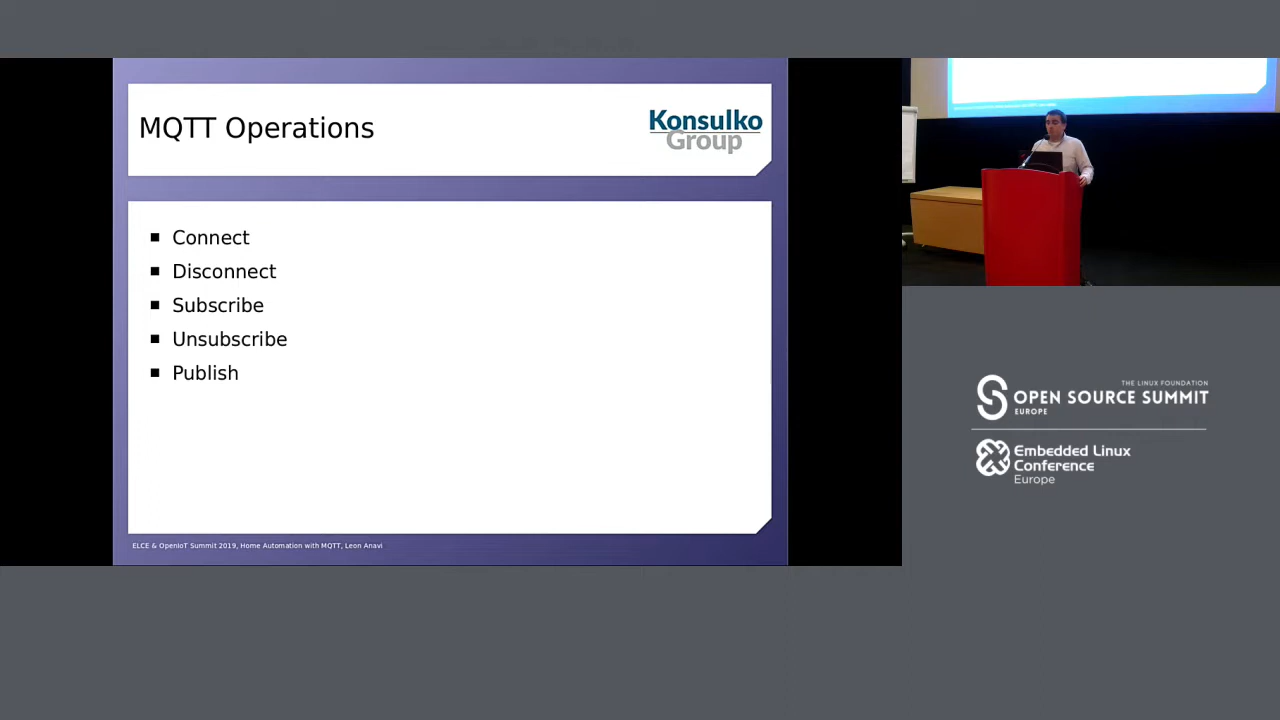 MQTT Operations
Konsulko
Group
Connect
Disconnect
Subscribe
Unsubscribe
Publish
ELCE & OpenIoT Summit 2019, Home Automation with MQTT, Leon Anavi
THE LINUX FOUNDATION
OPEN SOURCE SUMMIT
EUROPE
Embedded Linux
Conference
Europe